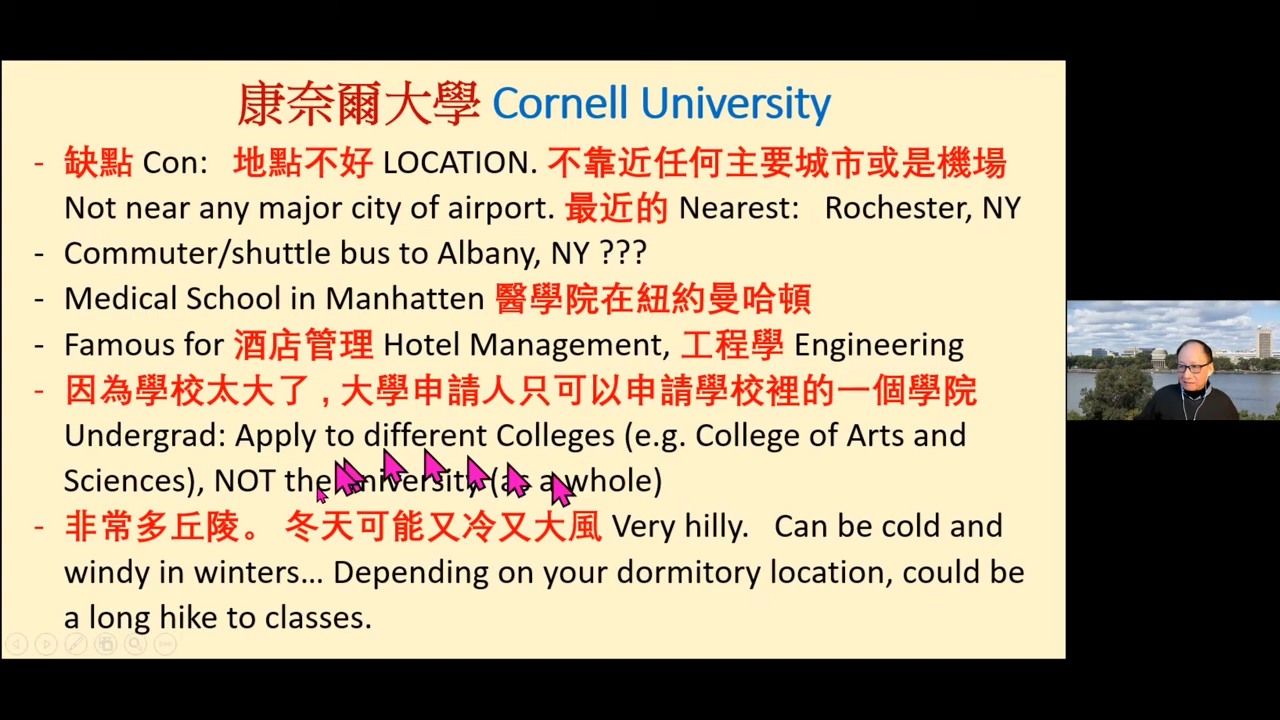 康奈爾大學 Cornell University
- 缺點 Con: 地點不好 LOCATION. 不靠近任何主要城市或是機場
Not near any major city of airport. 最近的 Nearest: Rochester, NY
- Commuter/shuttle bus to Albany, NY ???
- Medical School in Manhatten 醫學院在紐約曼哈頓
- Famous for 酒店管理 Hotel Management, 工程學 Engineering
- 因為學校太大了 , 大學申請人只可以申請學校裡的一個學院
Undergrad: Apply to different Colleges (e.g. College of Arts and
Sciences), NOT the University (as a whole)
- 非常多丘陵。 冬天可能又冷又大風 Very hilly. Can be cold and
windy in winters… Depending on your dormitory location, could be
a long hike to classes.